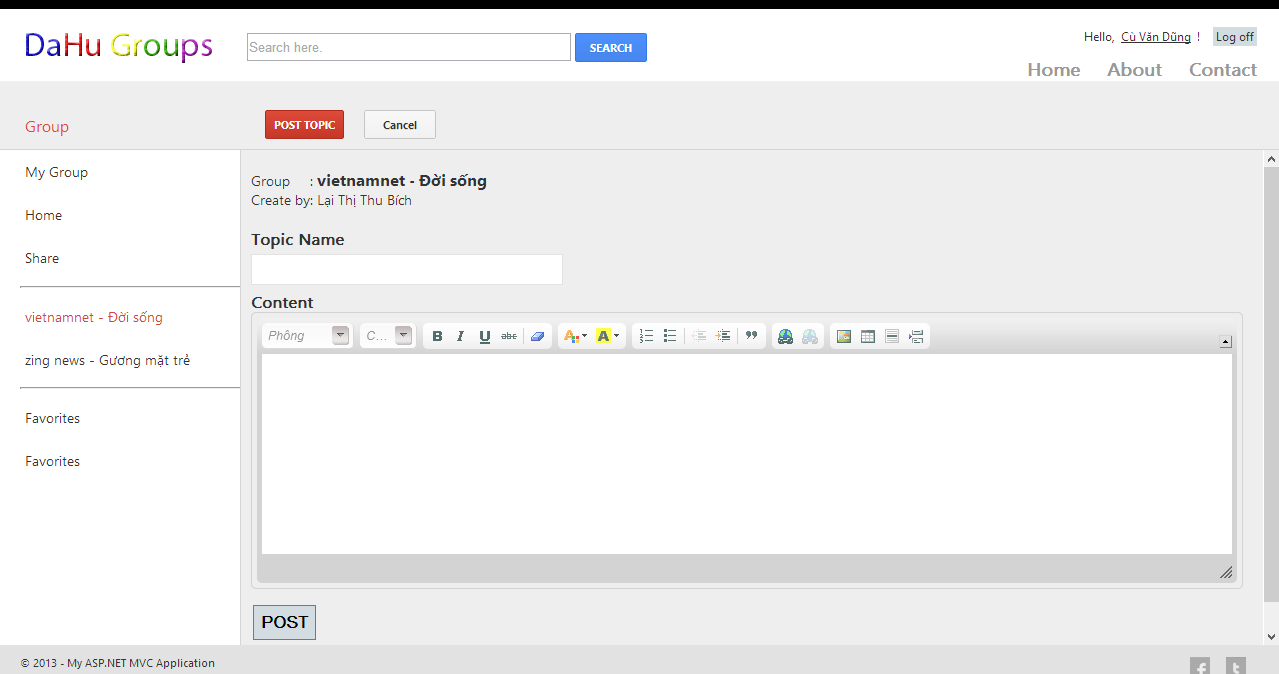 DaHu Groups
Search here.
SEARCH
Hello, Cù Văn Dũng !
Log off
Home About Contact
Group
POST TOPIC
Cancel
My Group
Home
Share
vietnamnet - Đời sống
zing news - Gương mặt trẻ
Favorites
Favorites
Group : vietnamnet - Đời sống
Create by: Lại Thị Thu Bích
Topic Name
Content
Phông
C...
B I U abc
A A
POST
© 2013 - My ASP.NET MVC Application